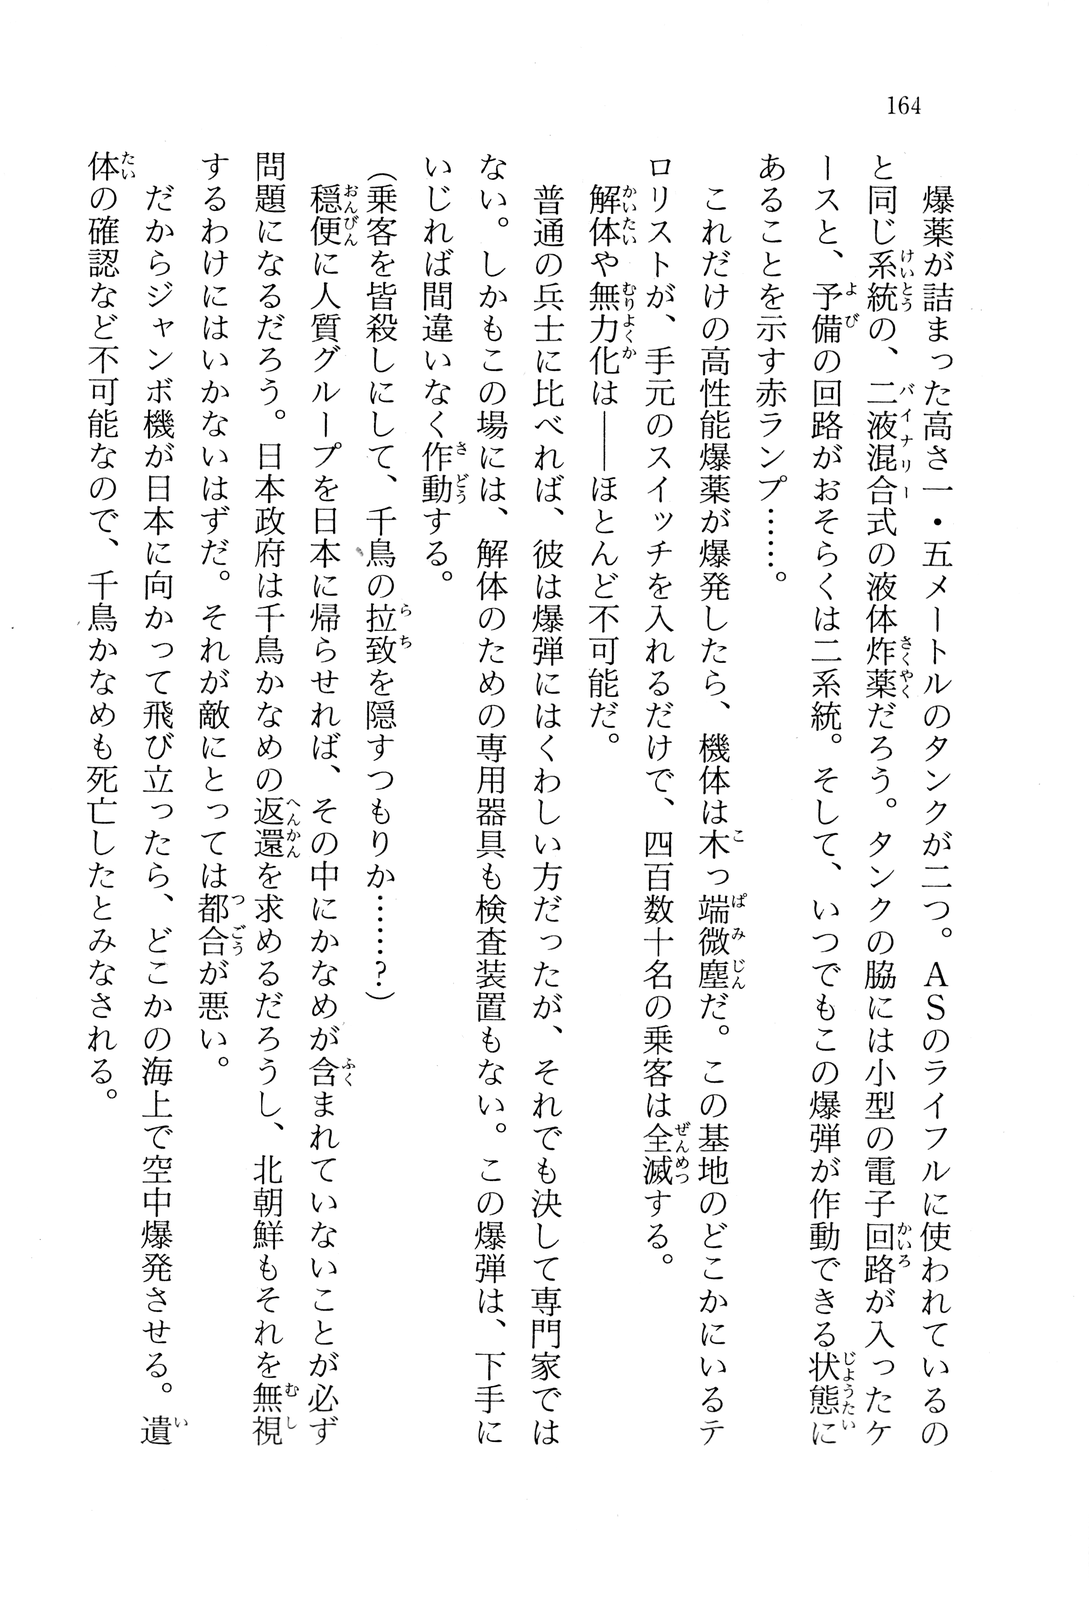 164
爆薬が詰まった高さ一・五メートルのタンクが二つ。ASのライフルに使われているの
と同じ系統の、二液混合式の液体炸薬だろう。タンクの脇には小型の電子回路が入ったケ
ースと、予備の回路がおそらくは二系統。そして、いつでもこの爆弾が作動できる状態に
あることを示す赤ランプ……。
これだけの高性能爆薬が爆発したら、機体は木っ端微塵だ。この基地のどこかにいるテ
ロリストが、手元のスイッチを入れるだけで、四百数十名の乗客は全滅する。
解体や無力化は――ほとんど不可能だ。
普通の兵士に比べれば、彼は爆弾にはくわしい方だったが、それでも決して専門家では
ない。しかもこの場には、解体のための専用器具も検査装置もない。この爆弾は、下手に
いじれば間違いなく作動する。
（乗客を皆殺しにして、千鳥の拉致を隠すつもりか……？）
穏便に人質グループを日本に帰らせれば、その中にかなめが含まれていないことが必ず
問題になるだろう。日本政府は千鳥かなめの返還を求めるだろうし、北朝鮮もそれを無視
するわけにはいかないはずだ。それが敵にとっては都合が悪い。
だからジャンボ機が日本に向かって飛び立ったら、どこかの海上で空中爆発させる。遺
体の確認など不可能なので、千鳥かなめも死亡したとみなされる。